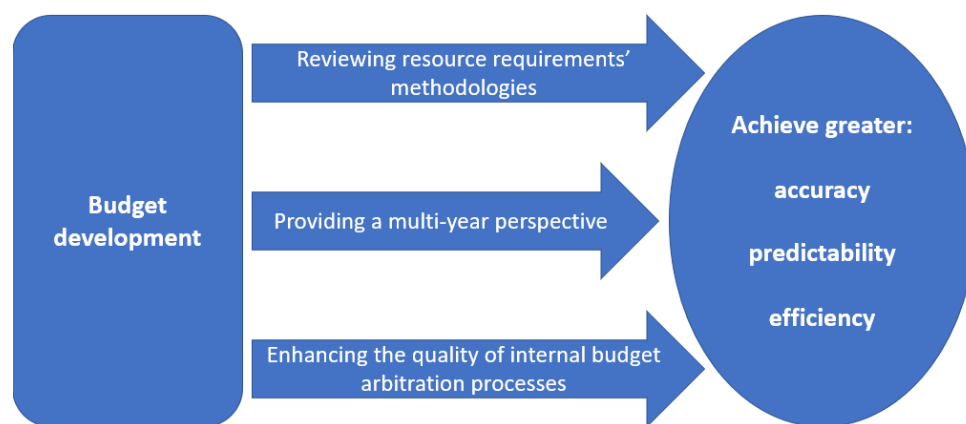 Budget
development
Reviewing resource requirements’
methodologies
Providing a multi-year perspective
Enhancing the quality of internal budget
arbitration processes
Achieve greater:
accuracy
predictability
efficiency